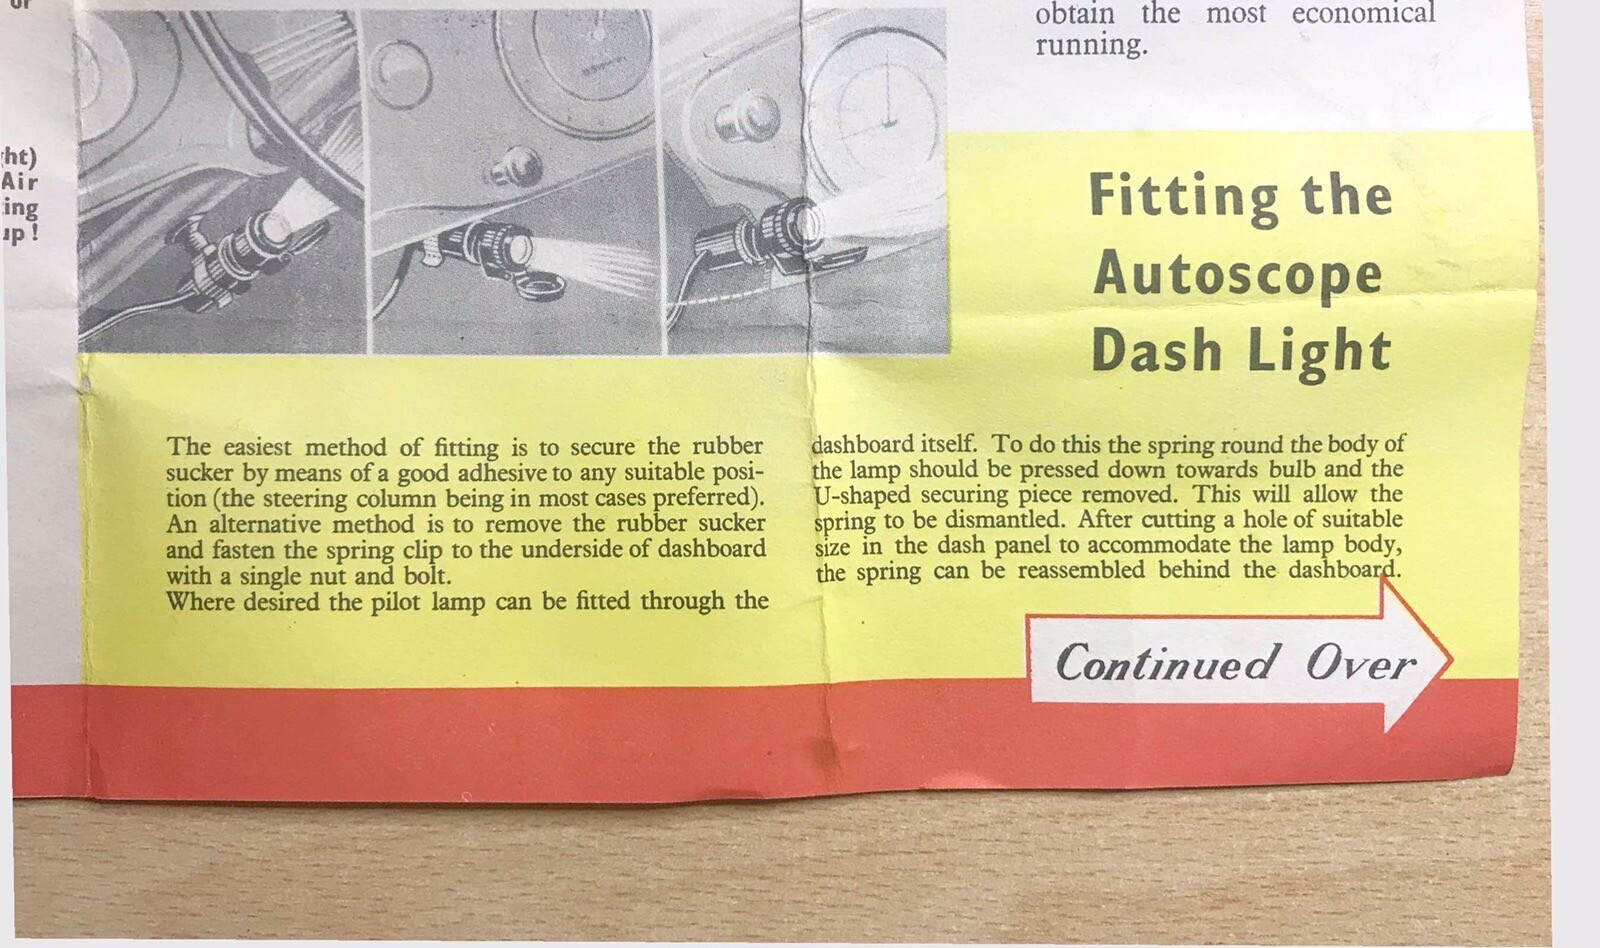 or
ht)
Air
ing
up!
obtain the most economical
running.
Fitting the
Autoscope
Dash Light
The easiest method of fitting is to secure the rubber
sucker by means of a good adhesive to any suitable posi-
tion (the steering column being in most cases preferred).
An alternative method is to remove the rubber sucker
and fasten the spring clip to the underside of dashboard
with a single nut and bolt.
Where desired the pilot lamp can be fitted through the
dashboard itself. To do this the spring round the body of
the lamp should be pressed down towards bulb and the
U-shaped securing piece removed. This will allow the
spring to be dismantled. After cutting a hole of suitable
size in the dash panel to accommodate the lamp body,
the spring can be reassembled behind the dashboard.
Continued Over